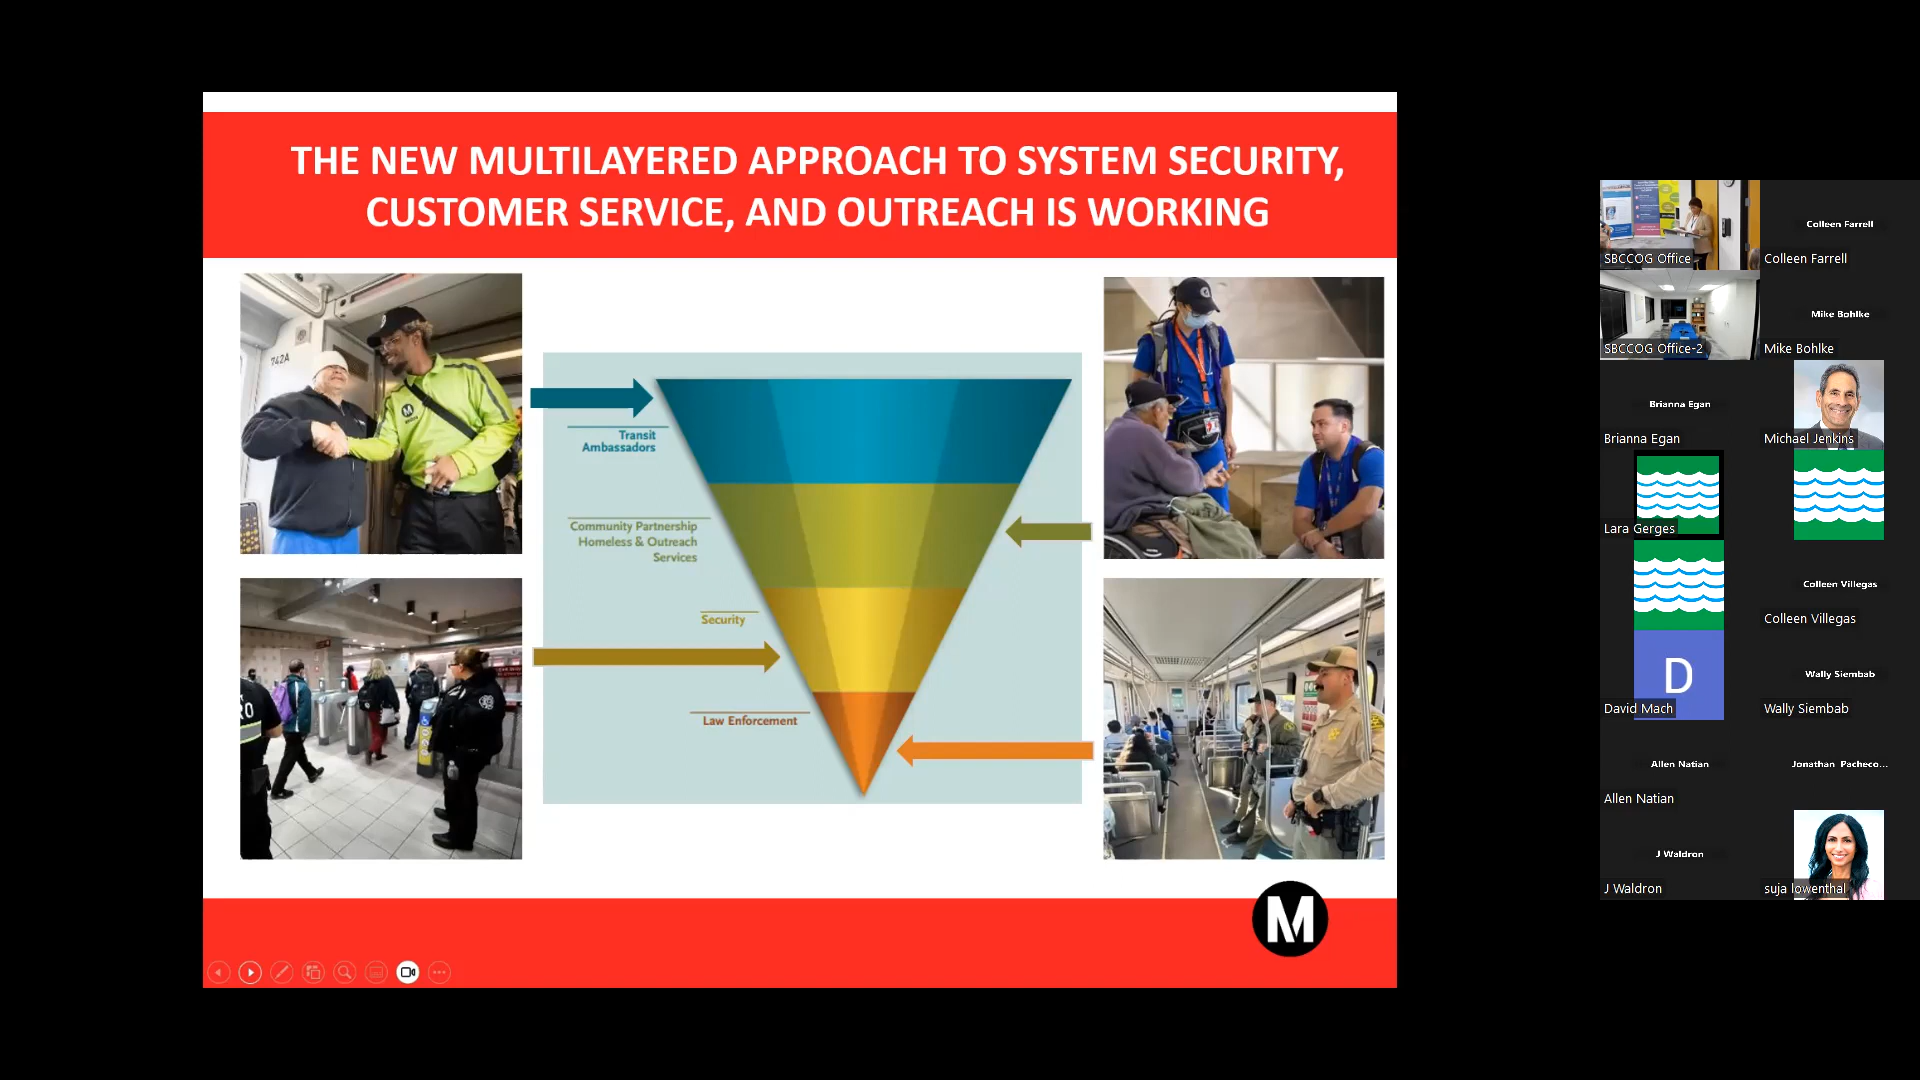 THE NEW MULTILAYERED APPROACH TO SYSTEM SECURITY,
CUSTOMER SERVICE, AND OUTREACH IS WORKING
742A
M
Transit
Ambassadors
Community Partnership
Homeless & Outreach
Services
Security
Law Enforcement
RO
M
SBCCOG Office
Colleen Farrell
Colleen Farrell
SBCCOG Office-2
Mike Bohlke
Mike Bohlke
Brianna Egan
Brianna Egan
Michael Jenkins
Lara Gerges
Colleen Villegas
Colleen Villegas
D
David Mach
Wally Siembab
Wally Siembab
Allen Natian
Allen Natian
Jonathan Pacheco...
J Waldron
J Waldron
suja lowenthal